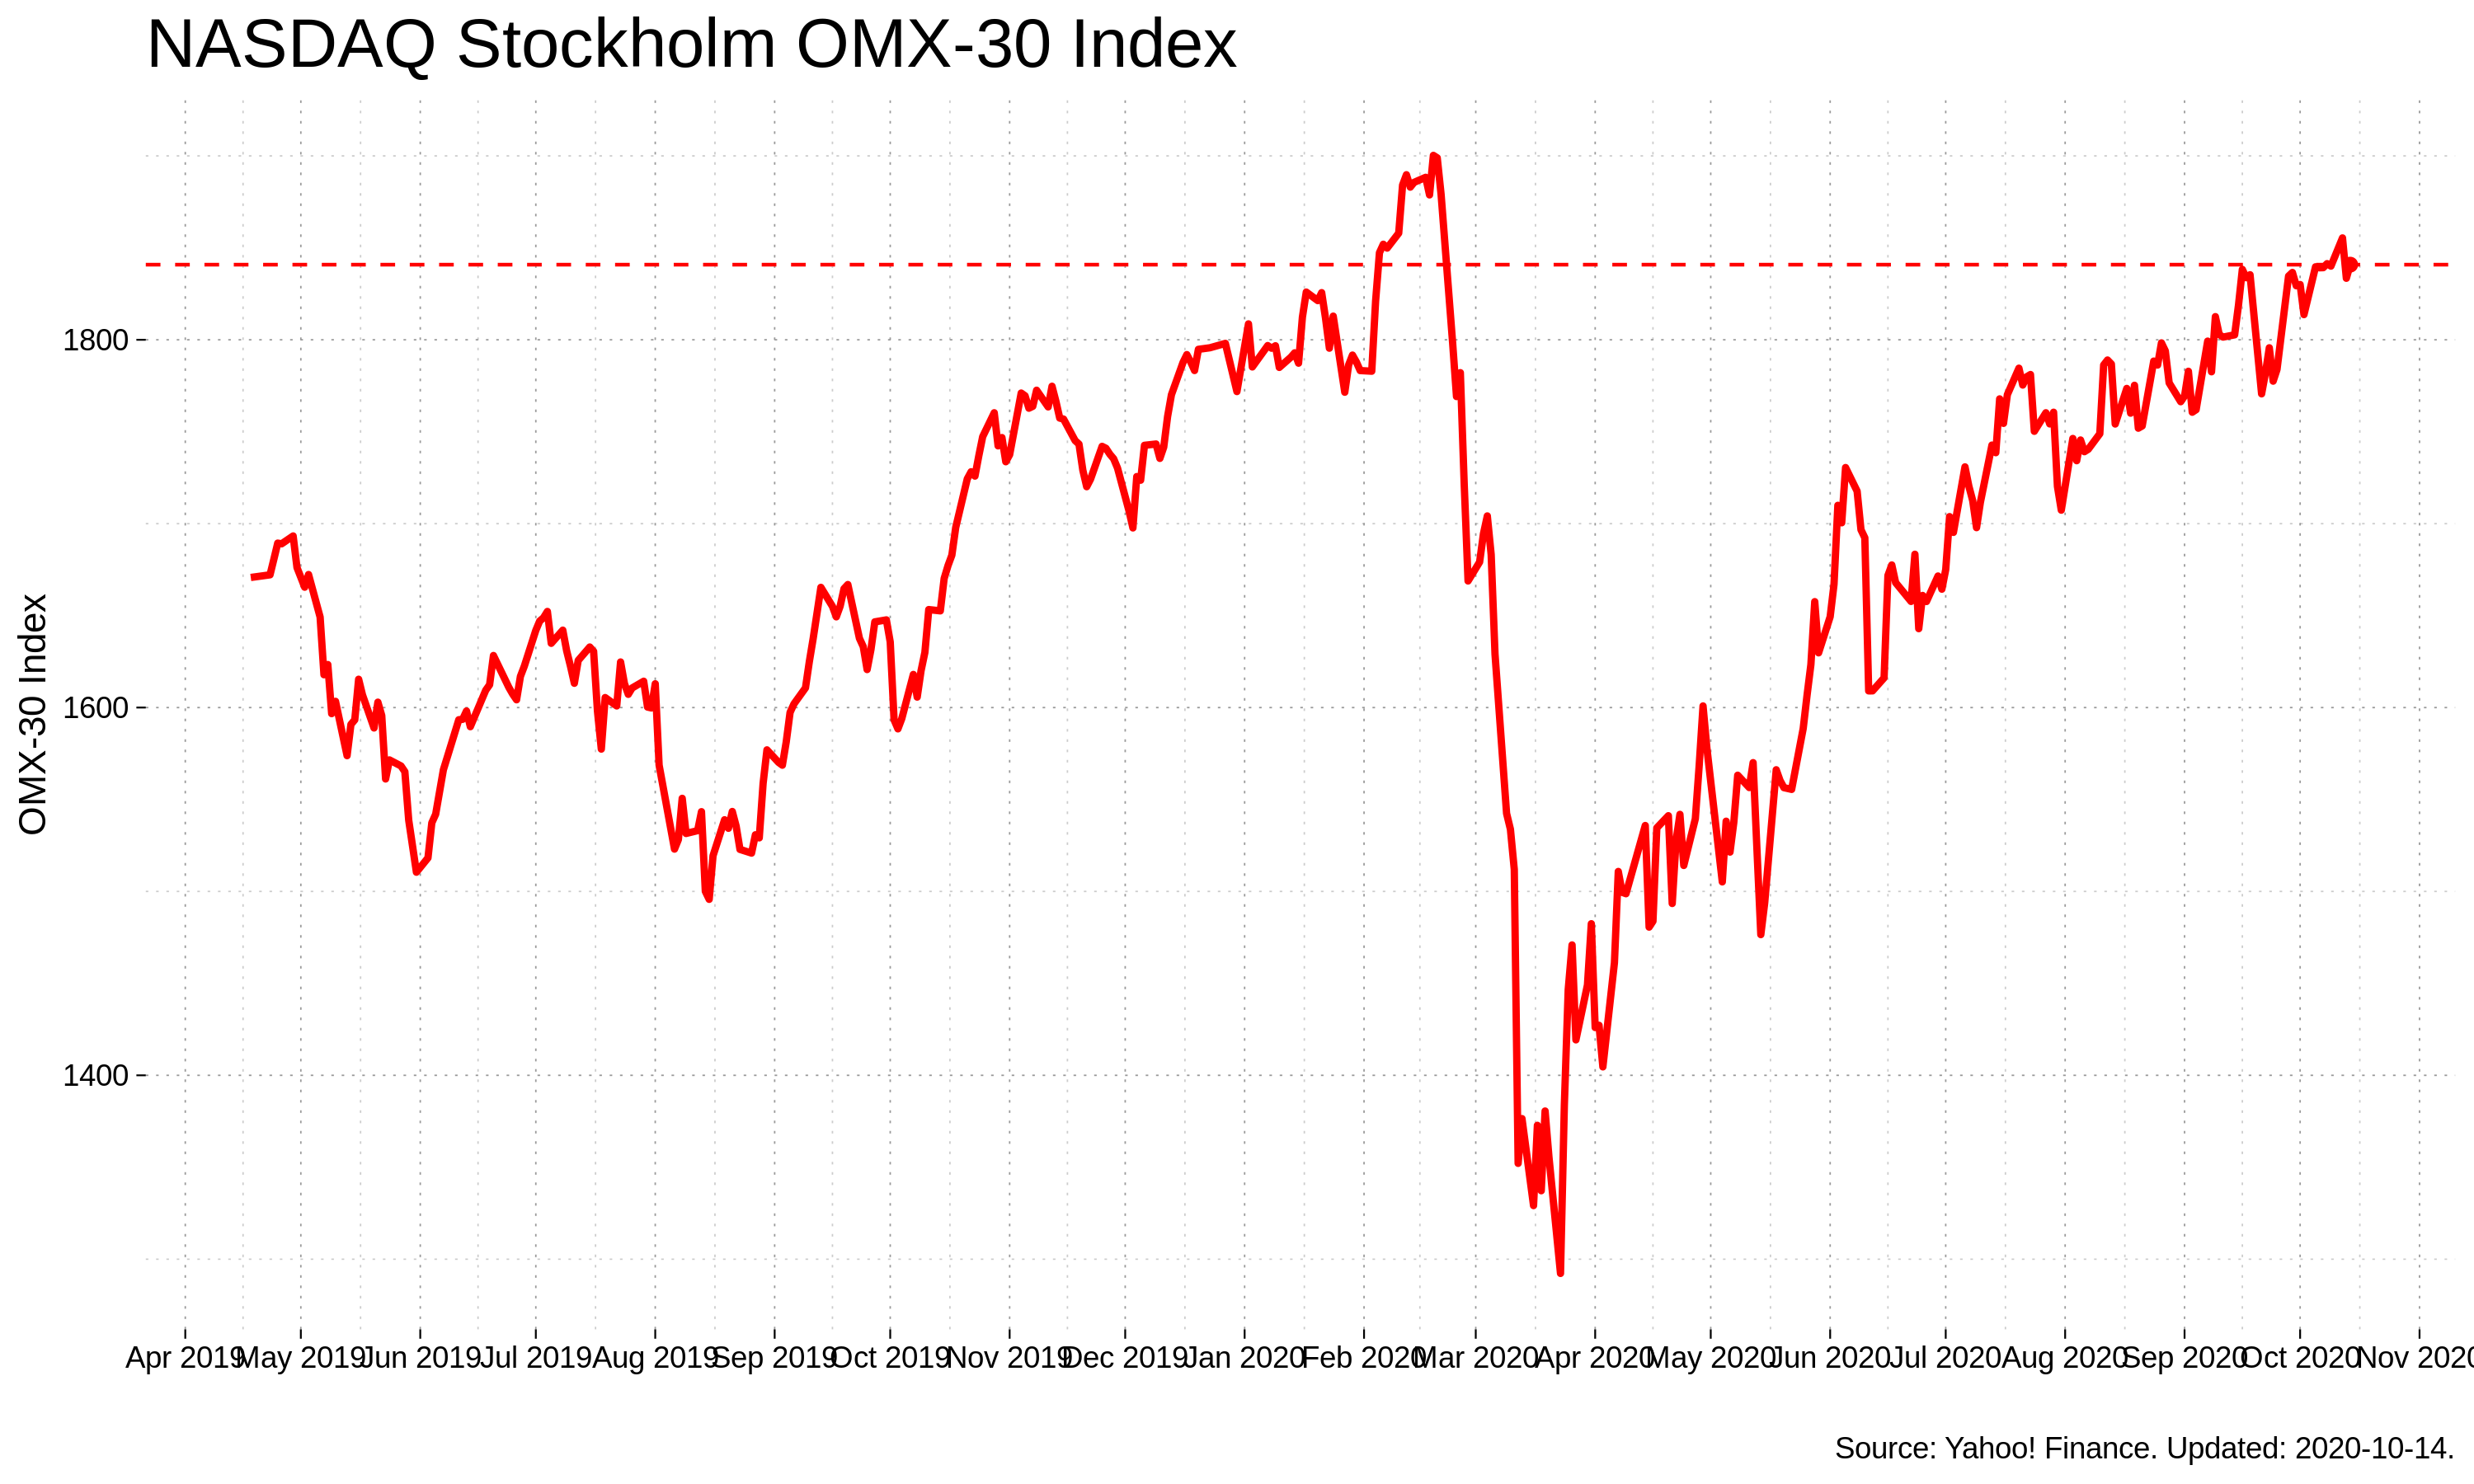 NASDAQ Stockholm OMX-30 Index
OMX-30 Index
1800
1600
1400
Apr 2019 May 2019 Jun 2019 Jul 2019 Aug 2019 Sep 2019 Oct 2019 Nov 2019 Dec 2019 Jan 2020 Feb 2020 Mar 2020 Apr 2020 May 2020 Jun 2020 Jul 2020 Aug 2020 Sep 2020 Oct 2020 Nov 2020
Source: Yahoo! Finance. Updated: 2020-10-14.